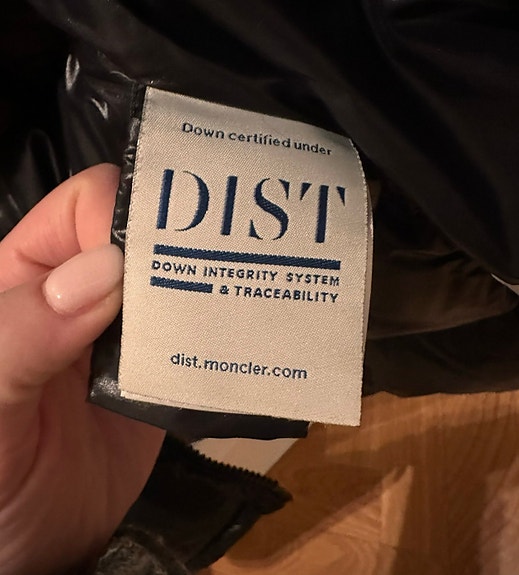 Down certified under
DIST
DOWN INTEGRITY SYSTEM
& TRACEABILITY
dist.moncler.com